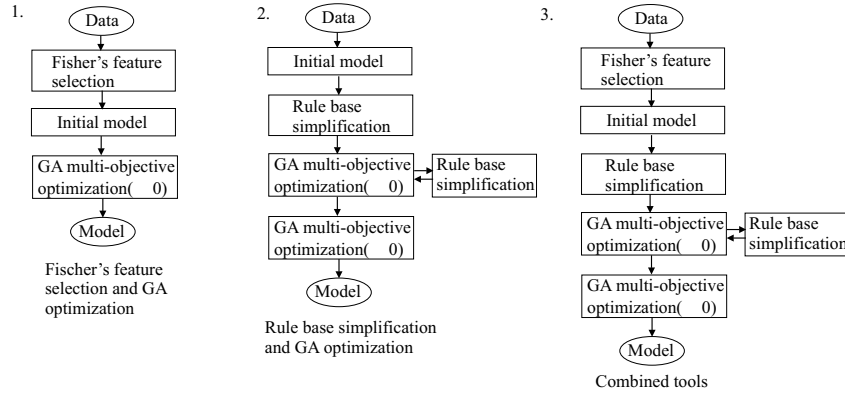 1.
Data
Fisher's feature
selection
Initial model
GA multi-objective
optimization( 0)
Model
Fischer's feature
selection and GA
optimization
2.
Data
Initial model
Rule base
simplification
GA multi-objective
optimization( 0)
Rule base
simplification
GA multi-objective
optimization( 0)
Model
Rule base simplification
and GA optimization
3.
Data
Fisher's feature
selection
Initial model
Rule base
simplification
GA multi-objective
optimization( 0)
Rule base
simplification
GA multi-objective
optimization( 0)
Model
Combined tools